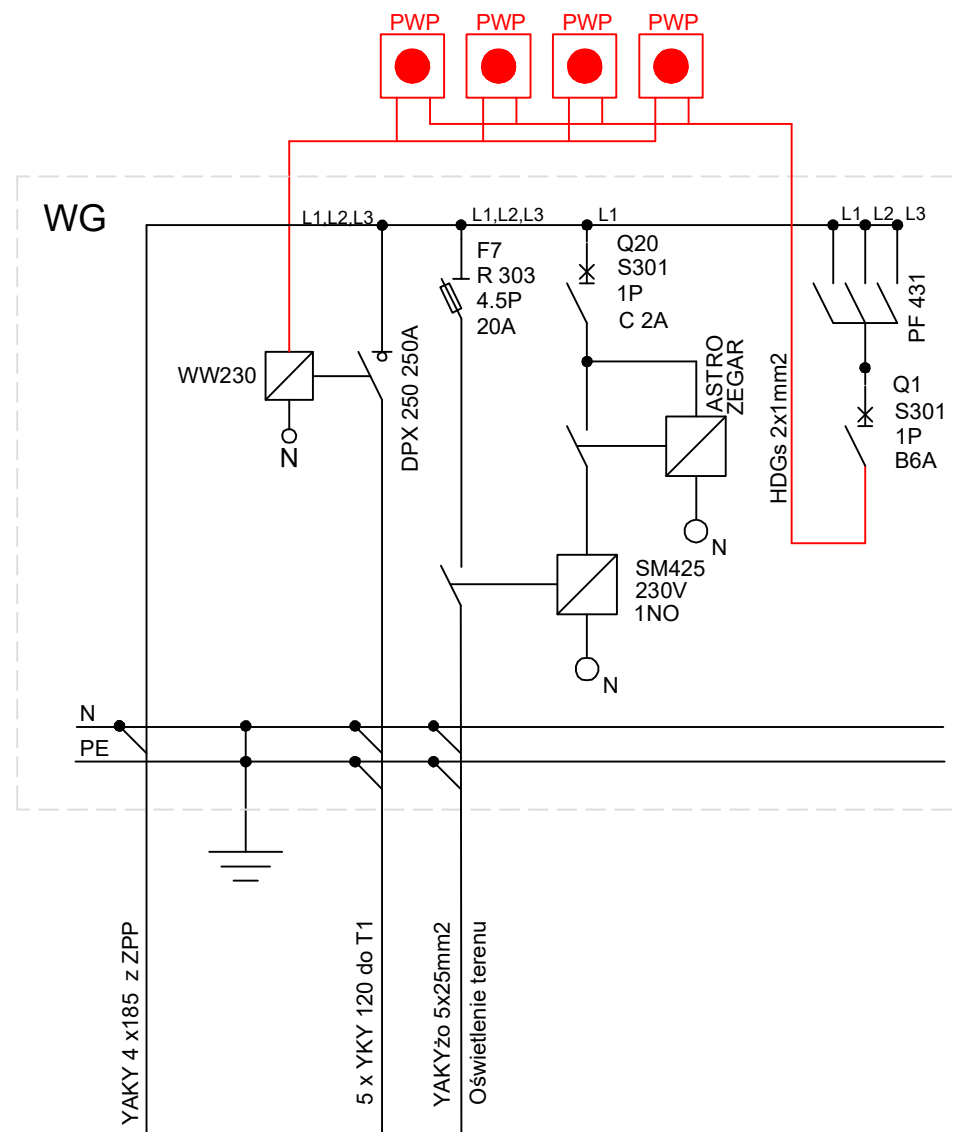 PWP
PWP
PWP
PWP
WG
L1,L2,L3
L1,L2,L3
L1
L1
L2
L3
F7
R 303
4.5P
20A
Q20
S301
1P
C 2A
PF 431
WW230
N
DPX 250 250A
ASTRO
ZEGAR
N
HDGs 2x1mm2
Q1
S301
1P
B6A
SM425
230V
1NO
N
N
PE
YAKY 4 x185 z ZPP
5 x YKY 120 do T1
YAKYżo 5x25mm2
Oświetlenie terenu